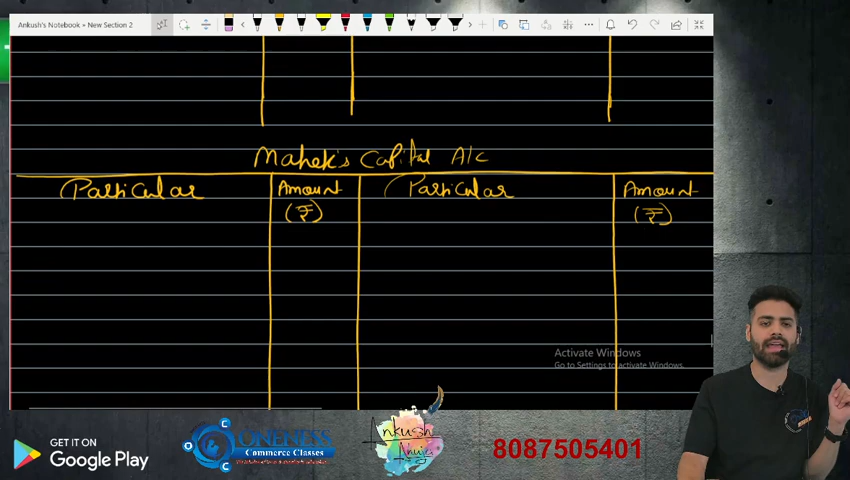 Ankush's Notebook » New Section 2
Mahek's Capital A/c
Particular Amount Particular Amount
(₹) (₹)
Activate Windows
Go to Settings to activate Windows.
GET IT ON
Google Play
O C C C
ONENESS
Commerce Classes
Ankush
Ahuja
8087505401